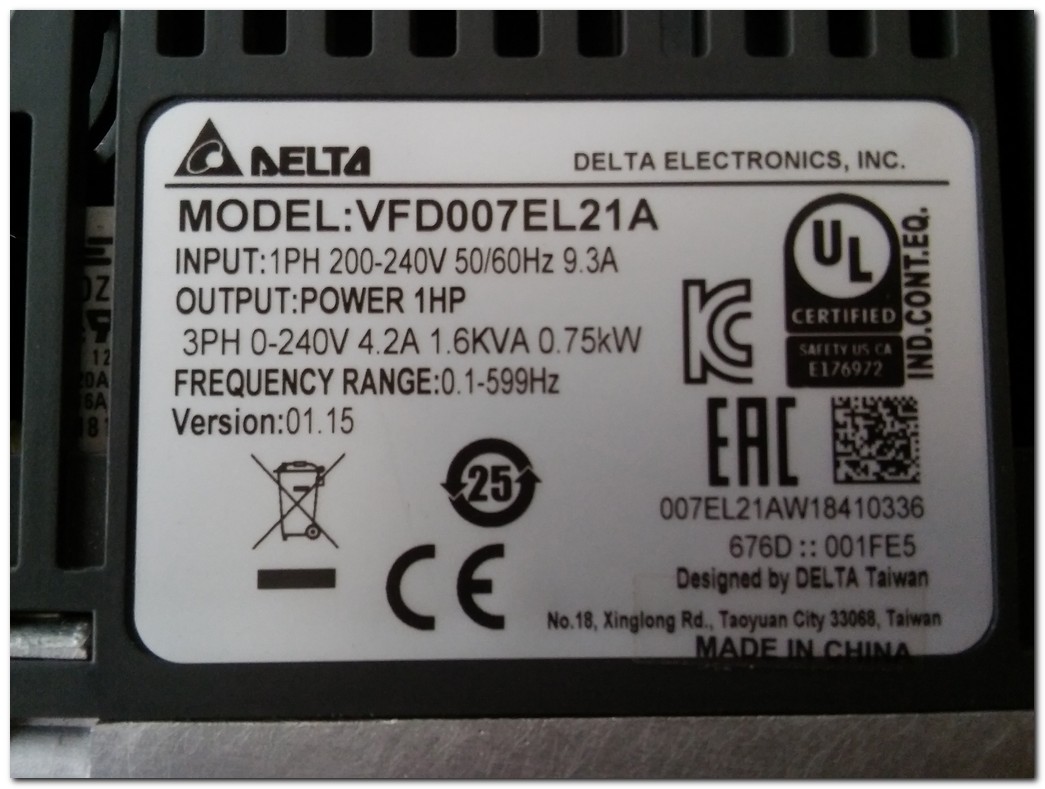 DELTA
DELTA ELECTRONICS, INC.
MODEL:VFD007EL21A
INPUT:1PH 200-240V 50/60Hz 9.3A
OUTPUT:POWER 1HP
3PH 0-240V 4.2A 1.6KVA 0.75kW
FREQUENCY RANGE:0.1-599Hz
Version:01.15
UL
CERTIFIED
SAFETY US CA
E176972
IND.CONT.EQ.
KC
EAC
25
CE
007EL21AW18410336
676D :: 001FE5
Designed by DELTA Taiwan
No.18, Xinglong Rd., Taoyuan City 33068, Taiwan
MADE IN CHINA